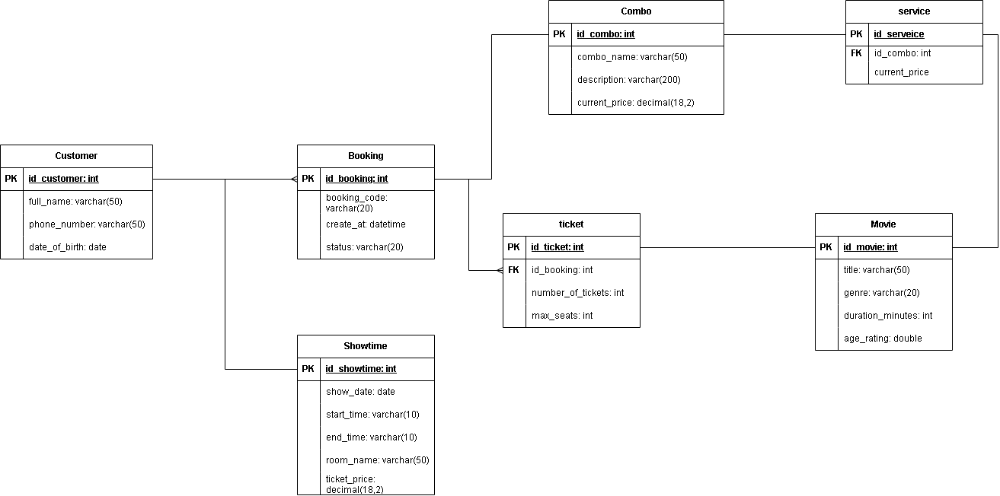 Combo
PK id_combo: int
combo_name: varchar(50)
description: varchar(200)
current_price: decimal(18,2)
service
PK id_serveice
FK id_combo: int
current_price
Customer
PK id_customer: int
full_name: varchar(50)
phone_number: varchar(50)
date_of_birth: date
Booking
PK id_booking: int
booking_code:
varchar(20)
create_at: datetime
status: varchar(20)
ticket
PK id_ticket: int
FK id_booking: int
number_of_tickets: int
max_seats: int
Movie
PK id_movie: int
title: varchar(50)
genre: varchar(20)
duration_minutes: int
age_rating: double
Showtime
PK id_showtime: int
show_date: date
start_time: varchar(10)
end_time: varchar(10)
room_name: varchar(50)
ticket_price:
decimal(18,2)